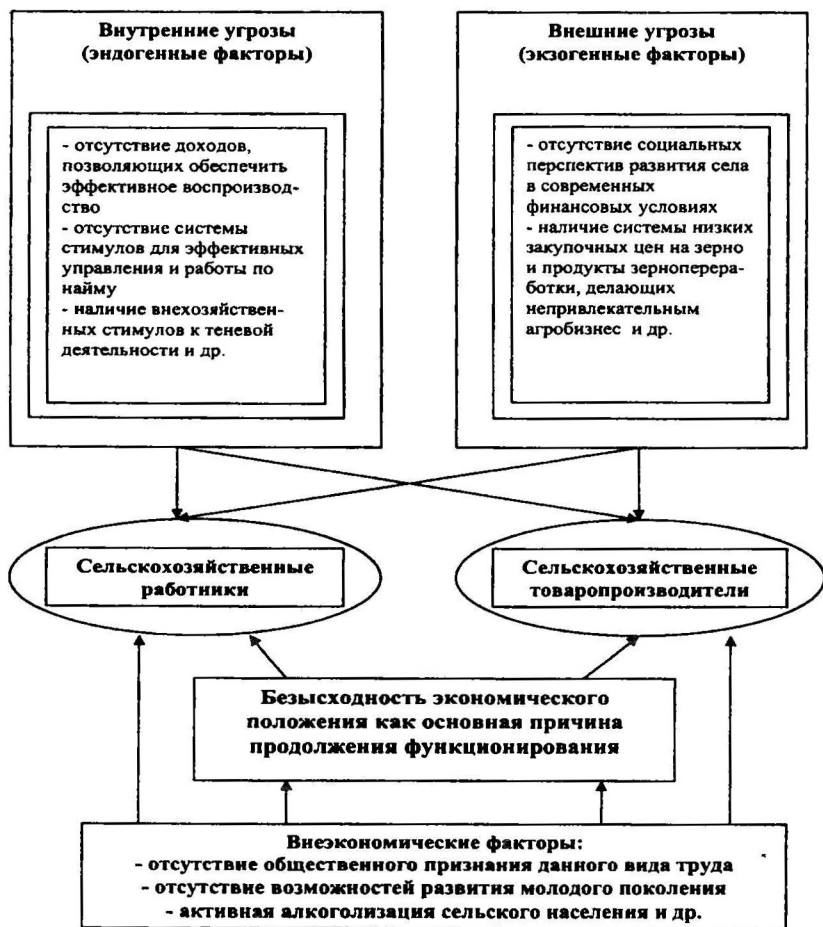 Внутренние угрозы
(эндогенные факторы)
- отсутствие доходов,
позволяющих обеспечить
эффективное воспроизвод-
ство
- отсутствие системы
стимулов для эффективных
управления и работы по
найму
- наличие внехозяйствен-
ных стимулов к теневой
деятельности и др.
Внешние угрозы
(экзогенные факторы)
- отсутствие социальных
перспектив развития села
в современных
финансовых условиях
- наличие системы низких
закупочных цен на зерно
и продукты зернопереpа-
ботки, делающих
непривлекательным
агробизнес и др.
Сельскохозяйственные
работники
Сельскохозяйственные
товаропроизводители
Безысходность экономического
положения как основная причина
продолжения функционирования
Внеэкономические факторы:
- отсутствие общественного признания данного вида труда
- отсутствие возможностей развития молодого поколения
- активная алкоголизация сельского населения и др.